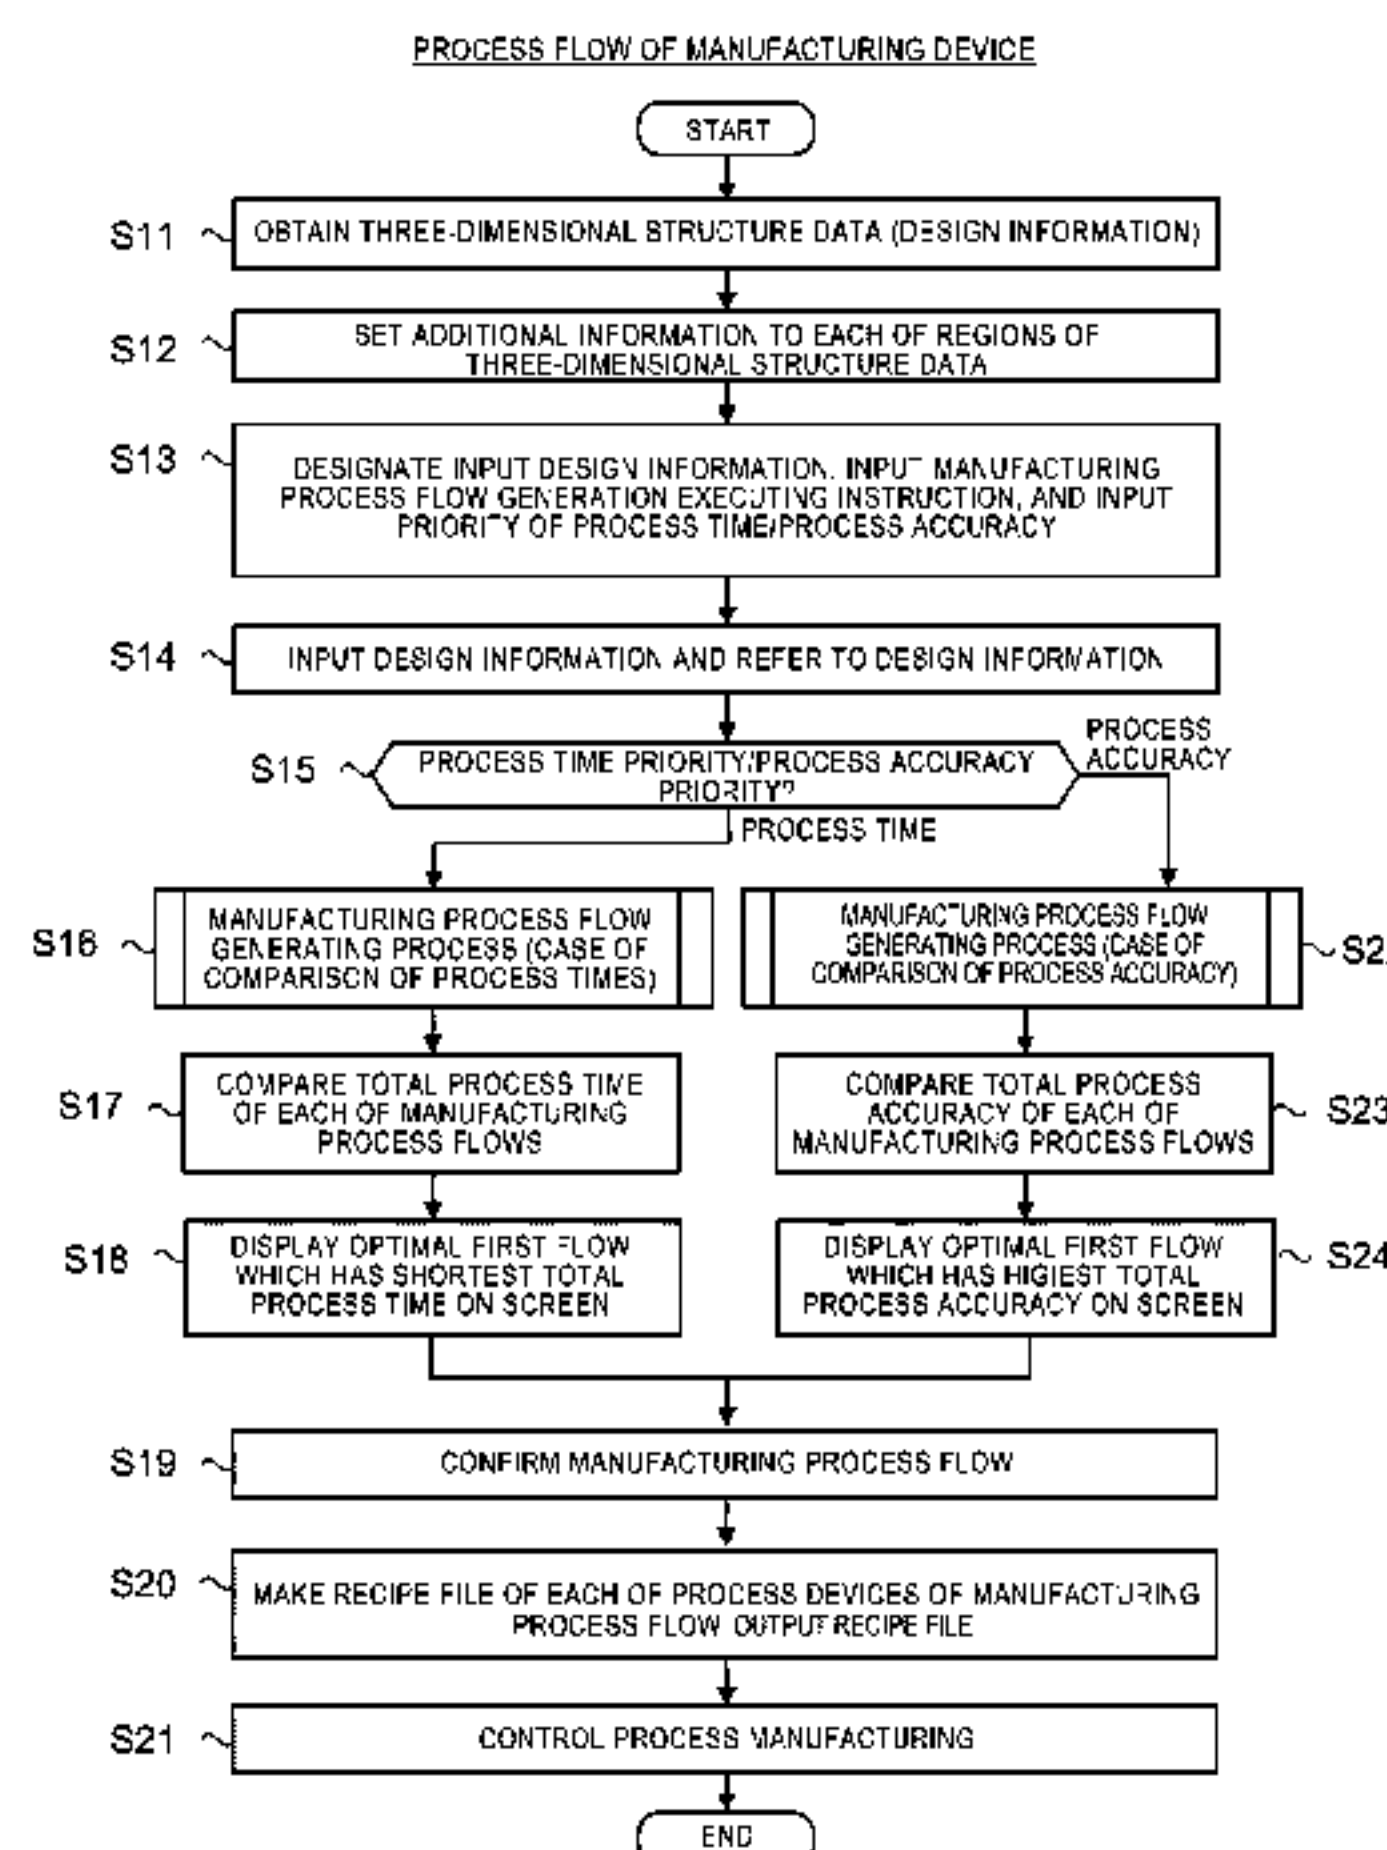 PROCESS FLOW OF MANUFACTURING DEVICE
START
S11
OBTAIN THREE-DIMENSIONAL STRUCTURE DATA (DESIGN INFORMATION)
S12
SET ADDITIONAL INFORMATION TO EACH OF REGIONS OF
THREE-DIMENSIONAL STRUCTURE DATA
S13
DESIGNATE INPUT DESIGN INFORMATION, INPUT MANUFACTURING
PROCESS FLOW GENERATION EXECUTING INSTRUCTION, AND INPUT
PRIORITY OF PROCESS TIME/PROCESS ACCURACY
S14
INPUT DESIGN INFORMATION AND REFER TO DESIGN INFORMATION
S15
PROCESS TIME PRIORITY/PROCESS ACCURACY
PRIORITY?
PROCESS
ACCURACY
PROCESS TIME
S16
MANUFACTURING PROCESS FLOW
GENERATING PROCESS (CASE OF
COMPARISON OF PROCESS TIMES)
MANUFACTURING PROCESS FLOW
GENERATING PROCESS (CASE OF
COMPARISON OF PROCESS ACCURACY)
S17
COMPARE TOTAL PROCESS TIME
OF EACH OF MANUFACTURING
PROCESS FLOWS
COMPARE TOTAL PROCESS
ACCURACY OF EACH OF
MANUFACTURING PROCESS FLOWS
S23
S18
DISPLAY OPTIMAL FIRST FLOW
WHICH HAS SHORTEST TOTAL
PROCESS TIME ON SCREEN
DISPLAY OPTIMAL FIRST FLOW
WHICH HAS HIGIEST TOTAL
PROCESS ACCURACY ON SCREEN
S24
S19
CONFIRM MANUFACTURING PROCESS FLOW
S20
MAKE RECIPE FILE OF EACH OF PROCESS DEVICES OF MANUFACTURING
PROCESS FLOW OUTPUT RECIPE FILE
S21
CONTROL PROCESS MANUFACTURING
END